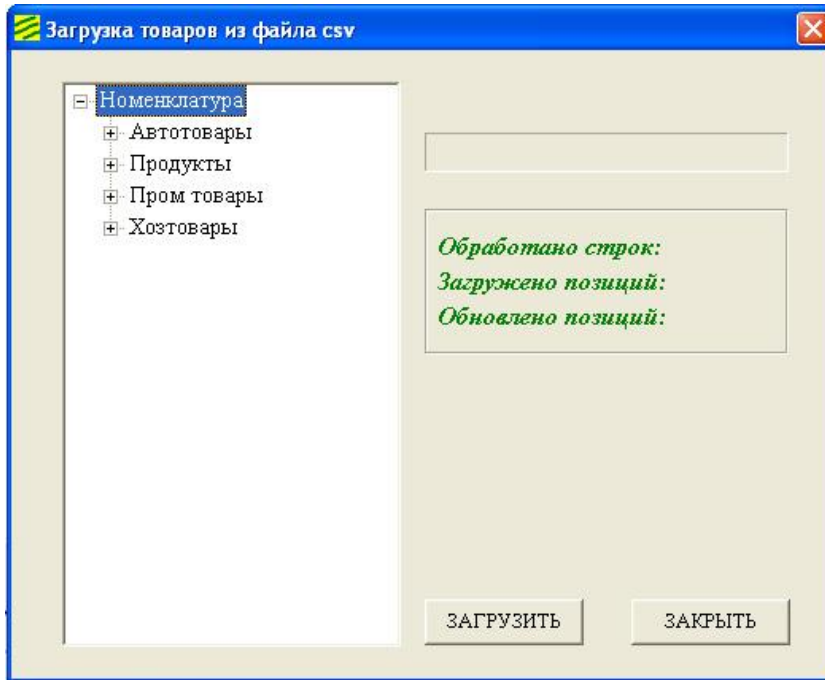 Загрузка товаров из файла csv
Номенклатура
Автотовары
Продукты
Пром товары
Хозтовары
Обработано строк:
Загружено позиций:
Обновлено позиций:
ЗАГРУЗИТЬ
ЗАКРЫТЬ